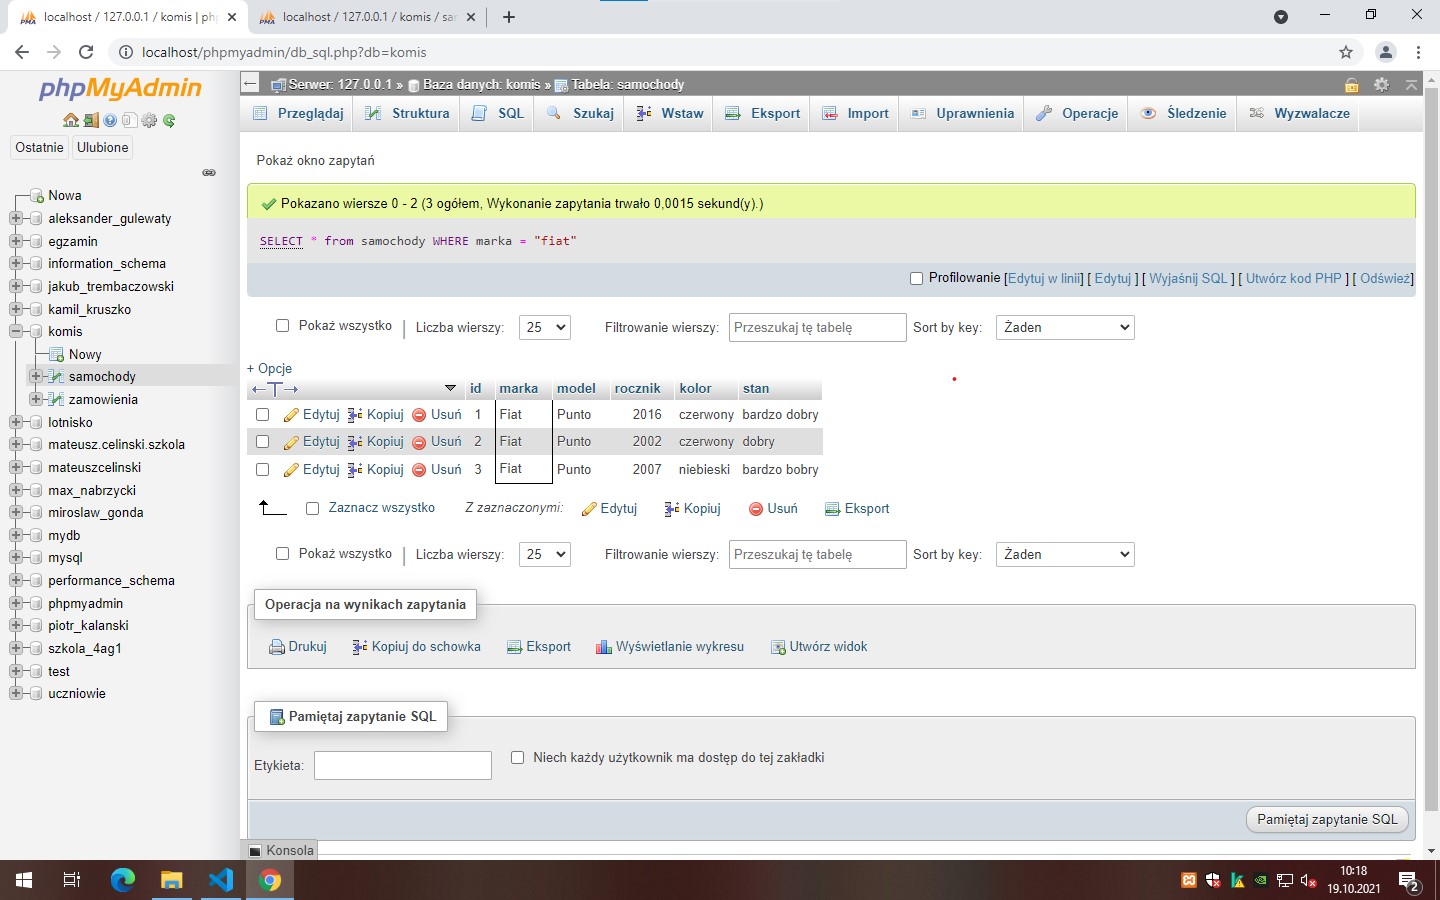 localhost / 127.0.0.1 / komis | php
localhost / 127.0.0.1 / komis / sar
localhost/phpmyadmin/db_sql.php?db=komis
phpMyAdmin
Ostatnie Ulubione
Nowa
aleksander_gulewaty
egzamin
information_schema
jakub_trembaczowski
kamil_kruszko
komis
Nowy
samochody
zamowienia
lotnisko
mateusz.celinski.szkola
mateuszcelinski
max_nabrzycki
miroslaw_gonda
mydb
mysql
performance_schema
phpmyadmin
piotr_kalanski
szkola_4ag1
test
uczniowie
Serwer: 127.0.0.1 » Baza danych: komis » Tabela: samochody
Przeglądaj Struktura SQL Szukaj Wstaw Eksport Import Uprawnienia Operacje Śledzenie Wyzwalacze
Pokaż okno zapytań
Pokazano wiersze 0 - 2 (3 ogółem, Wykonanie zapytania trwało 0,0015 sekund(y).)
SELECT * from samochody WHERE marka = "fiat"
Profilowanie [Edytuj w linii] [ Edytuj ] [ Wyjaśnij SQL ] [ Utwórz kod PHP ] [ Odśwież]
Pokaż wszystko | Liczba wierszy: 25 Filtrowanie wierszy: Przeszukaj tę tabelę Sort by key: Żaden
+ Opcje
←T→ id marka model rocznik kolor stan
Edytuj Kopiuj Usuń 1 Fiat Punto 2016 czerwony bardzo dobry
Edytuj Kopiuj Usuń 2 Fiat Punto 2002 czerwony dobry
Edytuj Kopiuj Usuń 3 Fiat Punto 2007 niebieski bardzo bobry
Zaznacz wszystko Z zaznaczonymi: Edytuj Kopiuj Usuń Eksport
Pokaż wszystko | Liczba wierszy: 25 Filtrowanie wierszy: Przeszukaj tę tabelę Sort by key: Żaden
Operacja na wynikach zapytania
Drukuj Kopiuj do schowka Eksport Wyświetlanie wykresu Utwórz widok
Pamiętaj zapytanie SQL
Etykieta: Niech każdy użytkownik ma dostęp do tej zakładki
Pamiętaj zapytanie SQL
Konsola
10:18
19.10.2021
2